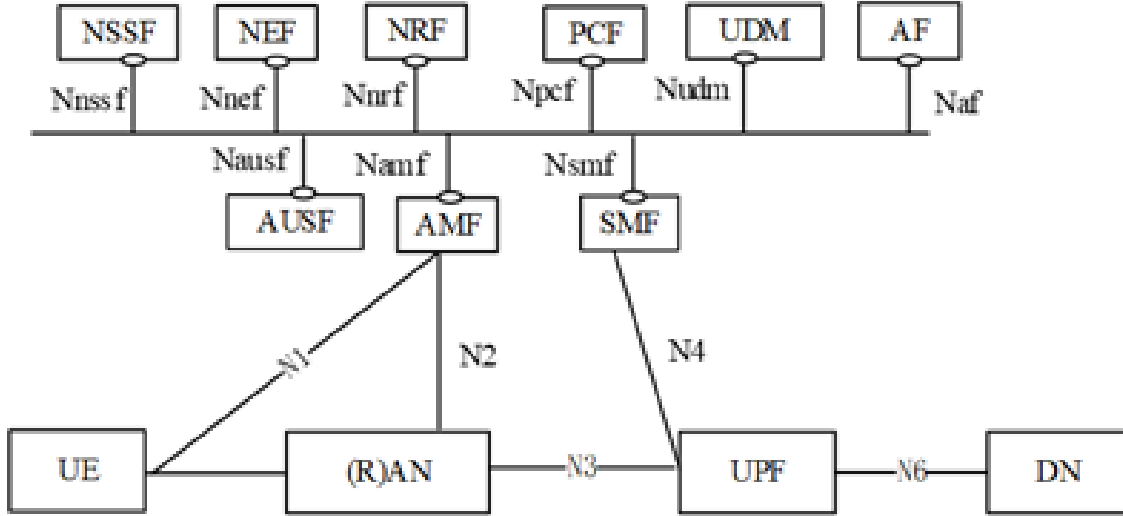 NSSF NEF NRF PCF UDM AF
Nnssf Nnef Nnrf Npcf Nudm Naf
Nausf Namf Nsmf
AUSF AMF SMF
N1 N2 N4
UE (R)AN N3 UPF N6 DN